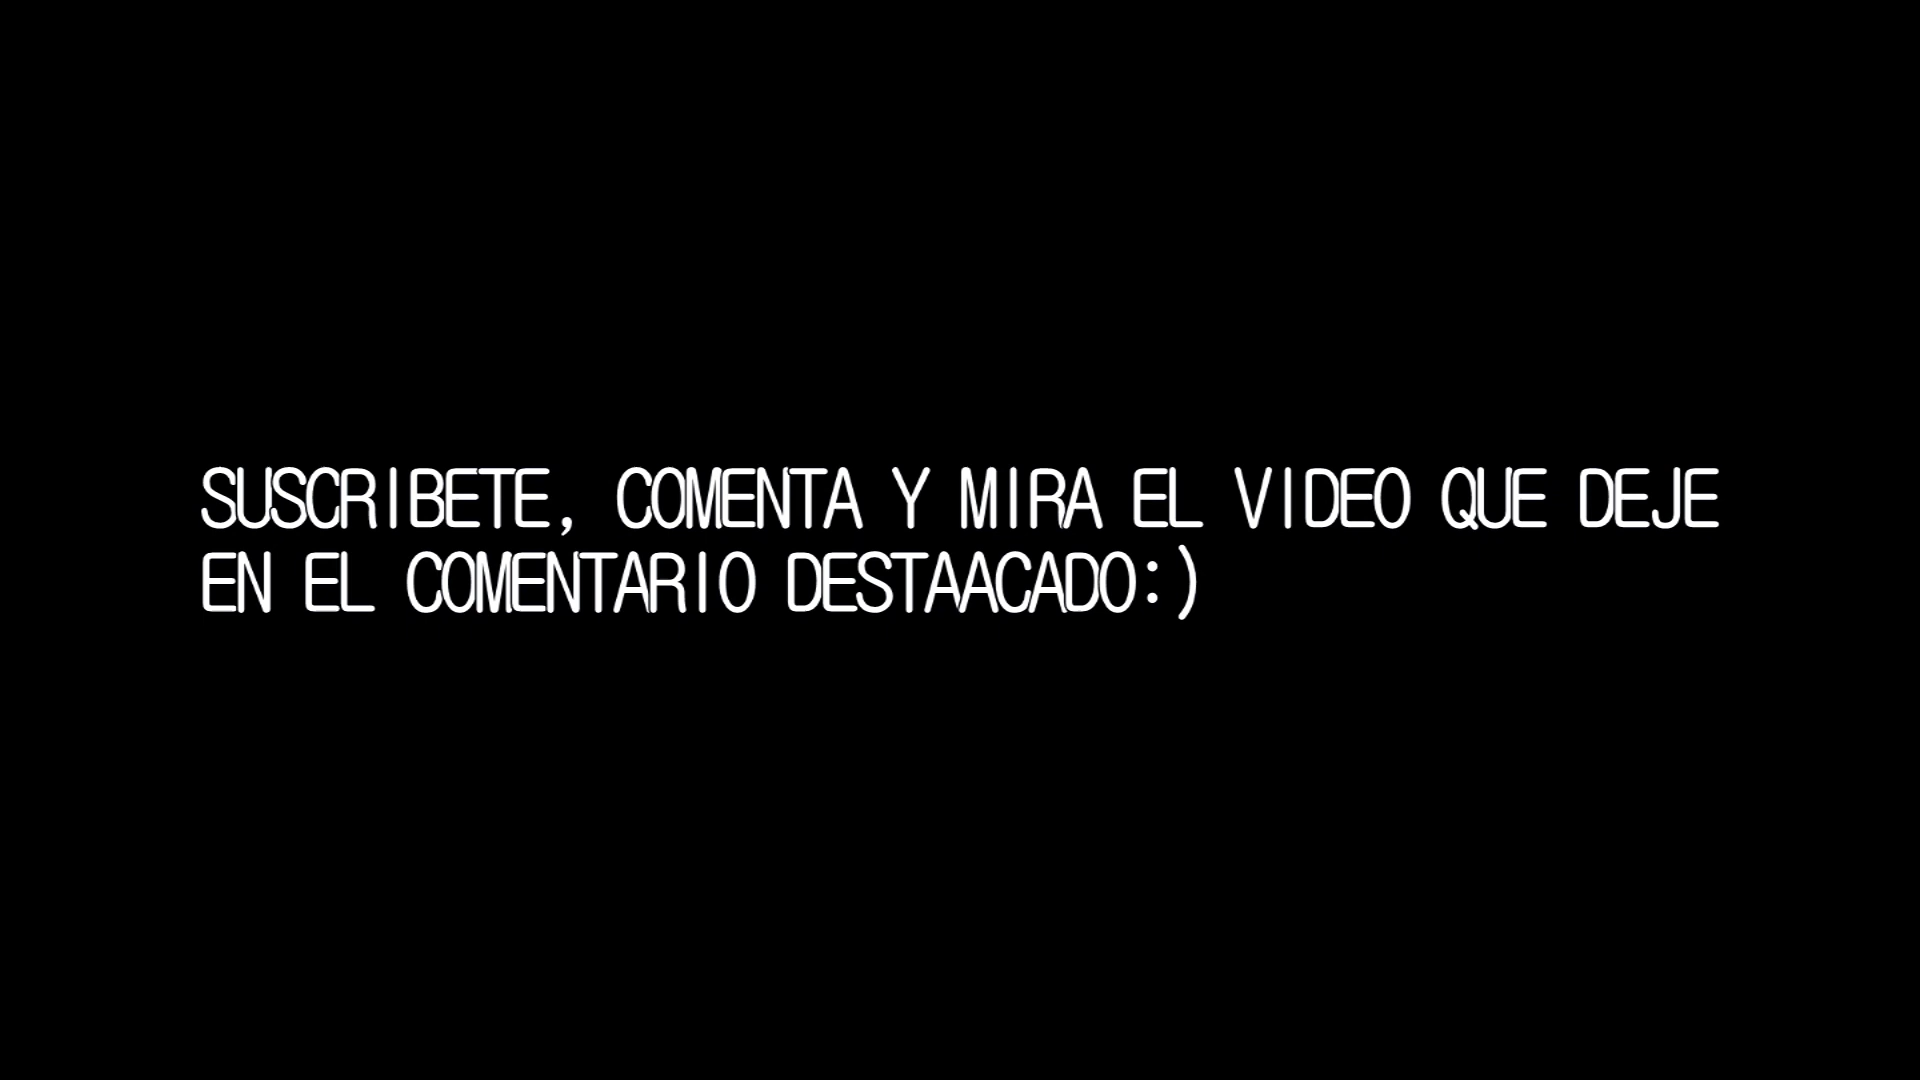 SUSCRIBETE, COMENTA Y MIRA EL VIDEO QUE DEJE
EN EL COMENTARIO DESTAACADO:)